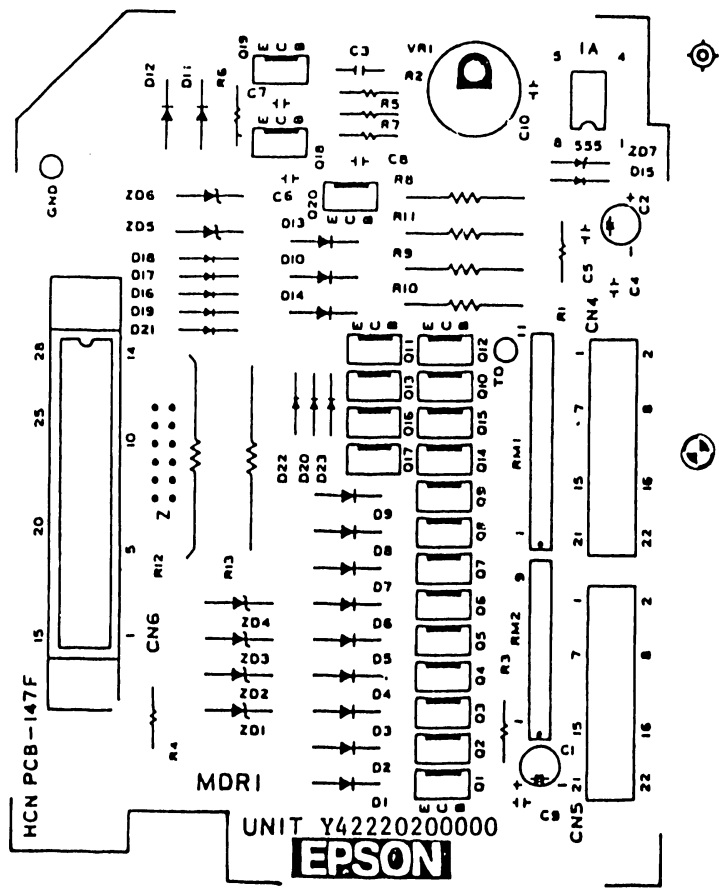 Q19
E C B
C3
VR1
5 1A 4
D12
D11
R6
R2
C7
R5
R7
C10
Q18
C8
8 555 1
ZD7
D15
GND
ZD6
C6
Q20
R8
E C B
C2
+
-
ZD5
D13
R11
D18
D10
R9
D17
D16
D14
R10
D19
D21
C5
C4
R1
CN4
E C B
E C B
28
14
Q11
Q12
TD
11
1
2
25
10
Q13
Q10
Q16
Q15
7
8
Q17
Q14
RM1
D22
D20
D23
Z
Q9
15
16
20
5
D9
Q8
1
21
22
R12
R13
D8
Q7
D7
Q6
9
1
2
15
1
CN6
ZD4
D6
Q5
RM2
ZD3
D5
Q4
R3
7
8
ZD2
D4
Q3
ZD1
D3
Q2
1
15
16
R4
C1
HCN PCB-147F
MDR1
D2
Q1
+
-
21
22
D1
E C B
C9
CN5
UNIT Y42220200000
EPSON